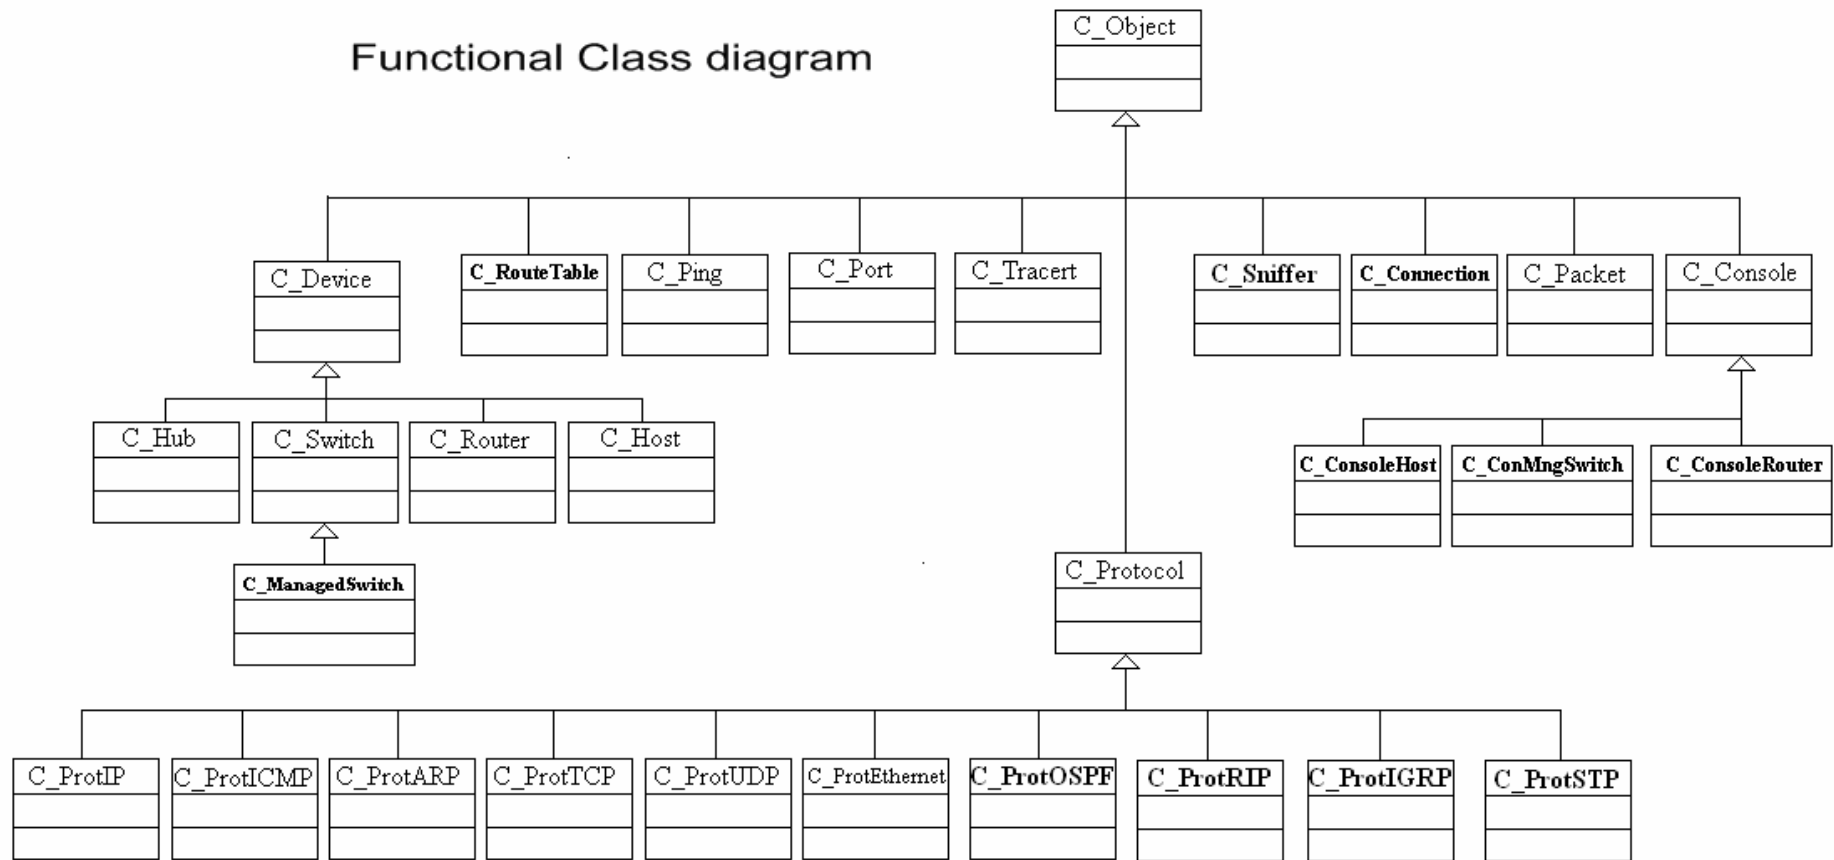 C_Object
Functional Class diagram
C_Device
C_RouteTable
C_Ping
C_Port
C_Tracert
C_Sniffer
C_Connection
C_Packet
C_Console
C_Hub
C_Switch
C_Router
C_Host
C_ConsoleHost
C_ConMngSwitch
C_ConsoleRouter
C_ManagedSwitch
C_Protocol
C_ProtIP
C_ProtICMP
C_ProtARP
C_ProtTCP
C_ProtUDP
C_ProtEthernet
C_ProtOSPF
C_ProtRIP
C_ProtIGRP
C_ProtSTP